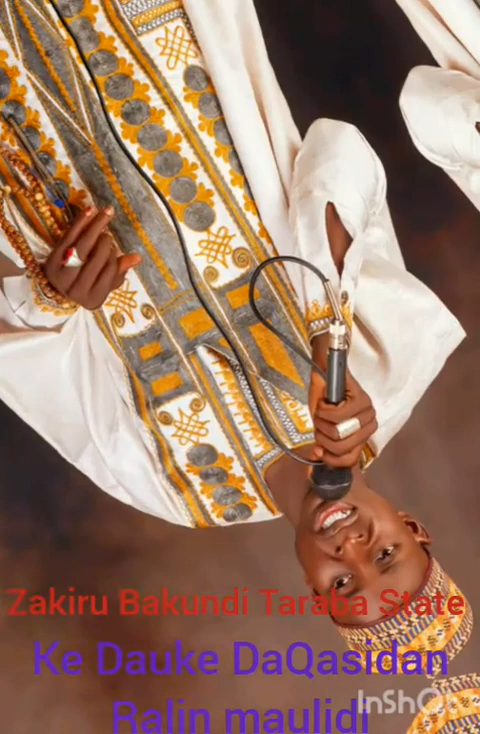 Zakiru Bakundi Taraba State
Ke Dauke DaQasidan
Ralin maulidi
InShOt